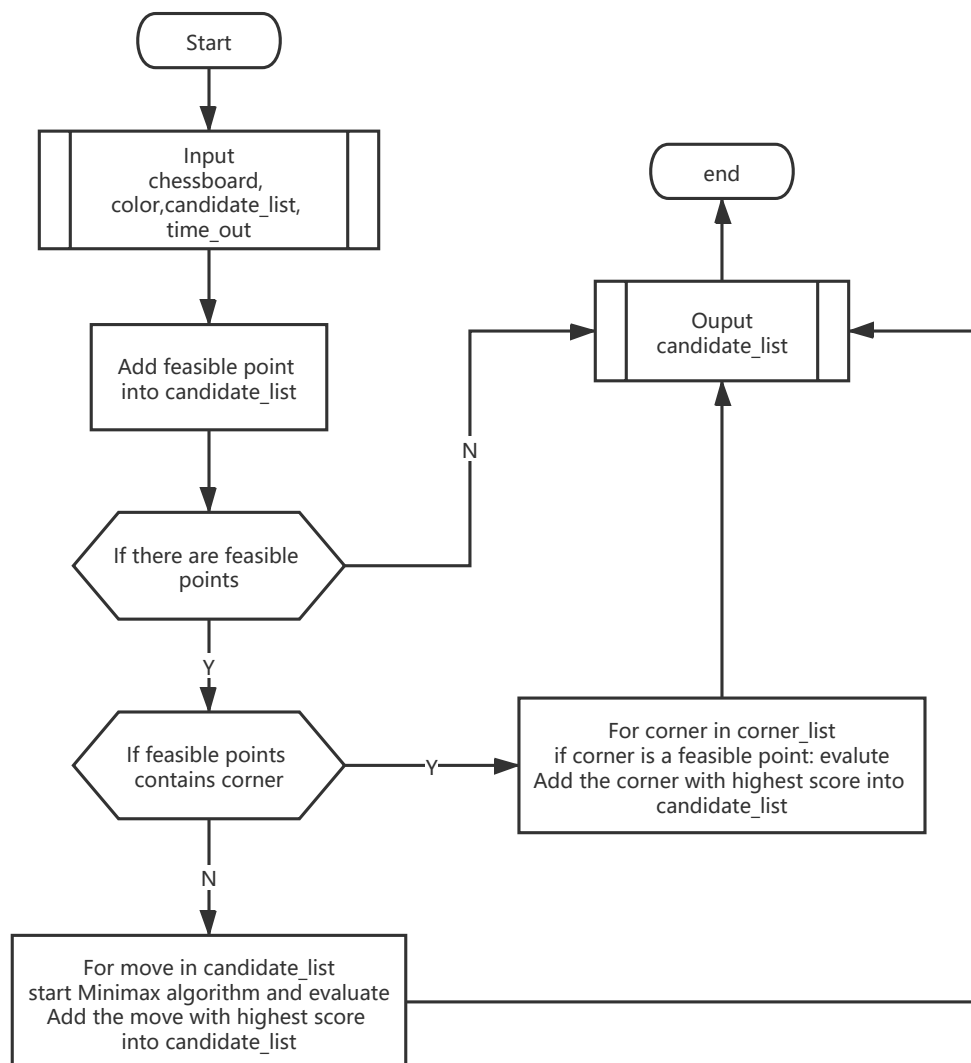 Start
Input
chessboard,
color,candidate_list,
time_out
end
Ouput
candidate_list
Add feasible point
into candidate_list
N
If there are feasible
points
Y
For corner in corner_list
if corner is a feasible point: evalute
Add the corner with highest score into
candidate_list
If feasible points
contains corner
Y
N
For move in candidate_list
start Minimax algorithm and evaluate
Add the move with highest score
into candidate_list